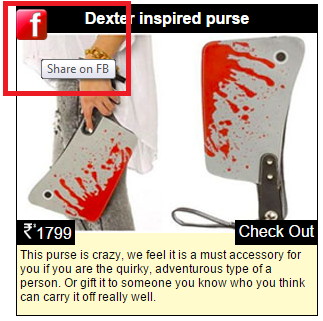 f Dexter inspired purse
Share on FB
₹1799 Check Out
This purse is crazy, we feel it is a must accessory for
you if you are the quirky, adventurous type of a
person. Or gift it to someone you know who you think
can carry it off really well.